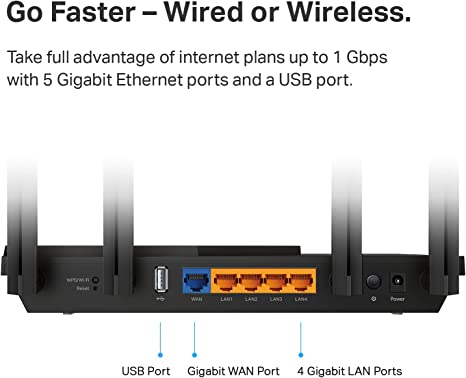 Go Faster – Wired or Wireless.
Take full advantage of internet plans up to 1 Gbps
with 5 Gigabit Ethernet ports and a USB port.
WPS/Wi-Fi
Reset
WAN LAN1 LAN2 LAN3 LAN4 Power
USB Port Gigabit WAN Port 4 Gigabit LAN Ports